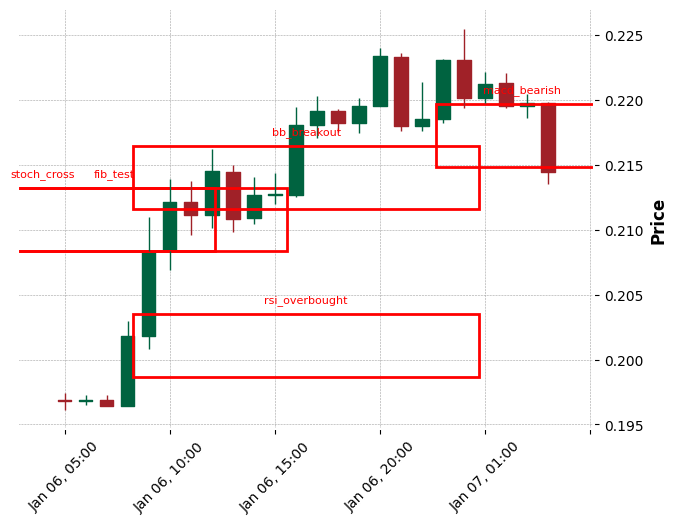 0.225
0.220
0.215
0.210
0.205
0.200
0.195
Price
macd_bearish
bb_breakout
stoch_cross
fib_test
rsi_overbought
Jan 06, 05:00
Jan 06, 10:00
Jan 06, 15:00
Jan 06, 20:00
Jan 07, 01:00